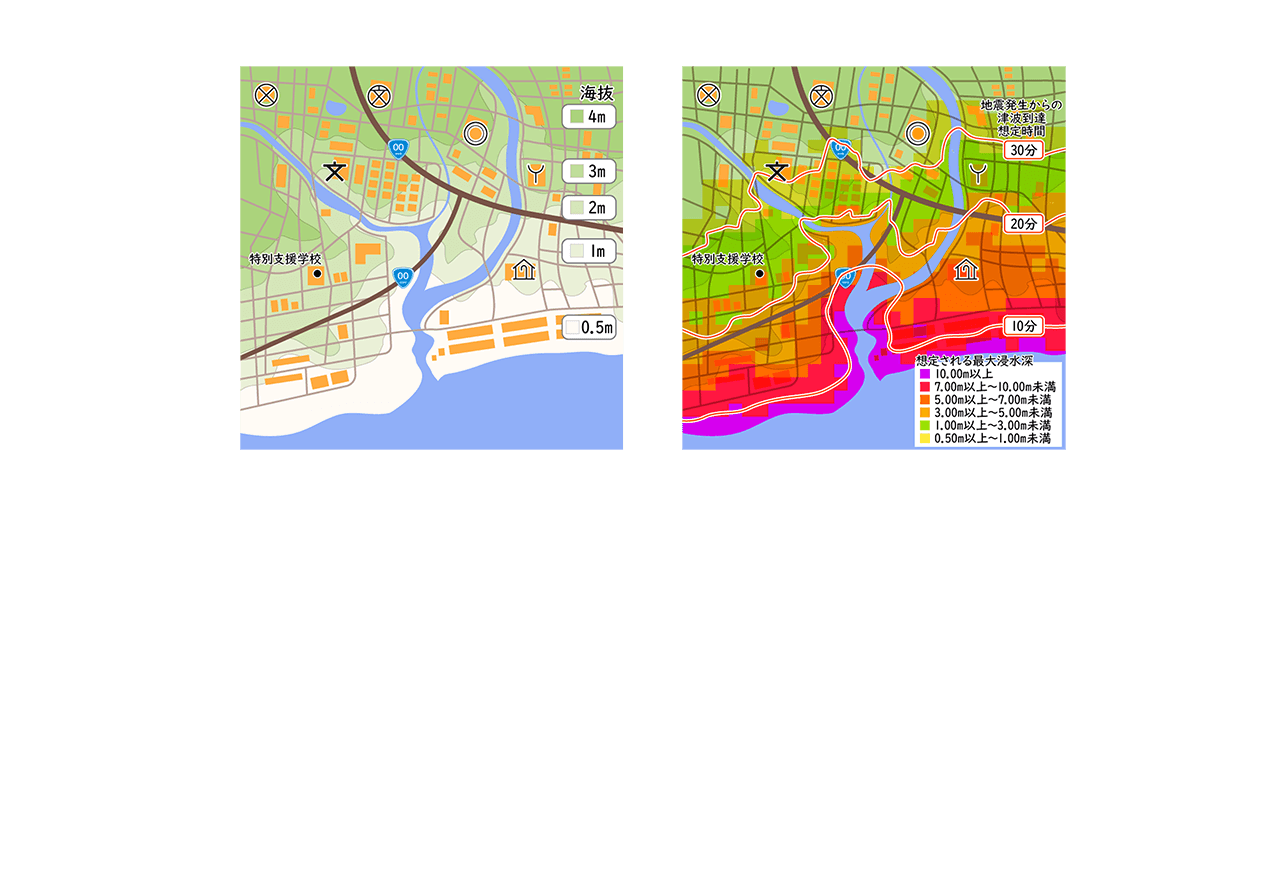 海抜
4m
3m
2m
1m
0.5m
00
00
特別支援学校
地震発生からの
津波到達
想定時間
30分
20分
10分
00
00
特別支援学校
想定される最大浸水深
10.00m以上
7.00m以上～10.00m未満
5.00m以上～7.00m未満
3.00m以上～5.00m未満
1.00m以上～3.00m未満
0.50m以上～1.00m未満